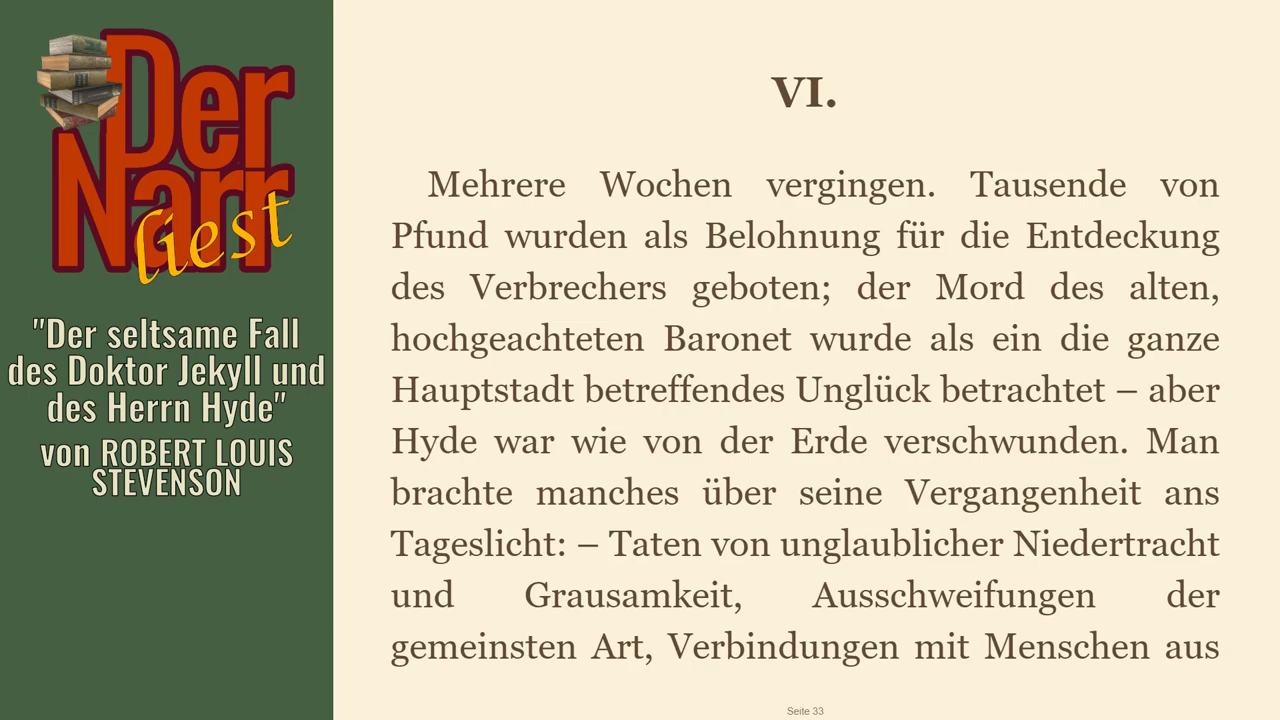 Der
Narr
liest
"Der seltsame Fall
des Doktor Jekyll und
des Herrn Hyde"
von ROBERT LOUIS
STEVENSON
VI.
Mehrere Wochen vergingen. Tausende von
Pfund wurden als Belohnung für die Entdeckung
des Verbrechers geboten; der Mord des alten,
hochgeachteten Baronet wurde als ein die ganze
Hauptstadt betreffendes Unglück betrachtet – aber
Hyde war wie von der Erde verschwunden. Man
brachte manches über seine Vergangenheit ans
Tageslicht: – Taten von unglaublicher Niedertracht
und Grausamkeit, Ausschweifungen der
gemeinsten Art, Verbindungen mit Menschen aus
Seite 33